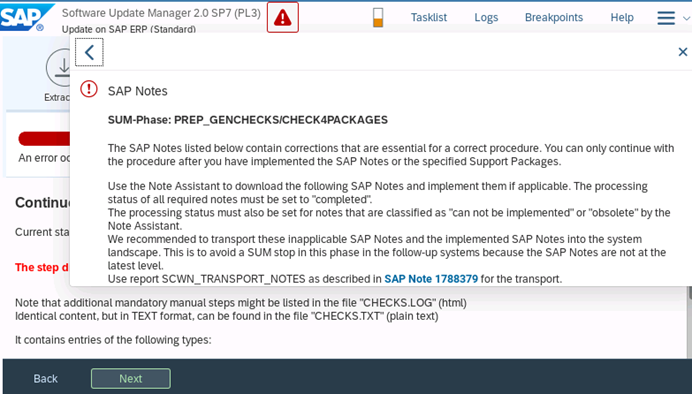 SAP
Software Update Manager 2.0 SP7 (PL3)
Update on SAP ERP (Standard)
Tasklist
Logs
Breakpoints
Help
Extrac
SAP Notes
SUM-Phase: PREP_GENCHECKS/CHECK4PACKAGES
An error oc
The SAP Notes listed below contain corrections that are essential for a correct procedure. You can only continue with
the procedure after you have implemented the SAP Notes or the specified Support Packages.
Use the Note Assistant to download the following SAP Notes and implement them if applicable. The processing
status of all required notes must be set to "completed".
The processing status must also be set for notes that are classified as "can not be implemented" or "obsolete" by the
Note Assistant.
We recommended to transport these inapplicable SAP Notes and the implemented SAP Notes into the system
landscape. This is to avoid a SUM stop in this phase in the follow-up systems because the SAP Notes are not at the
latest level.
Use report SCWN_TRANSPORT_NOTES as described in SAP Note 1788379 for the transport.
Continu
Current sta
The step d
Note that additional mandatory manual steps might be listed in the file "CHECKS.LOG" (html)
Identical content, but in TEXT format, can be found in the file "CHECKS.TXT" (plain text)
It contains entries of the following types:
Back
Next